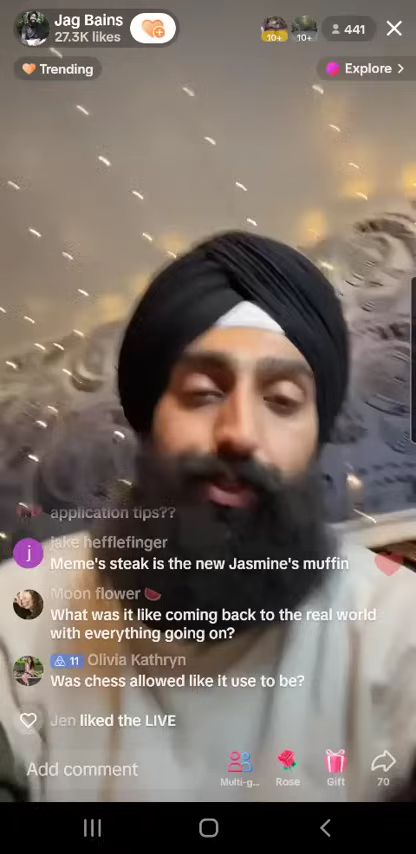 Jag Bains
27.3K likes
10+
10+
441
Trending
Explore >
application tips??
j
jake hefflefinger
Meme's steak is the new Jasmine's muffin
Moon flower
What was it like coming back to the real world
with everything going on?
11 Olivia Kathryn
Was chess allowed like it use to be?
Jen liked the LIVE
Add comment
Multi-g...
Rose
Gift
70